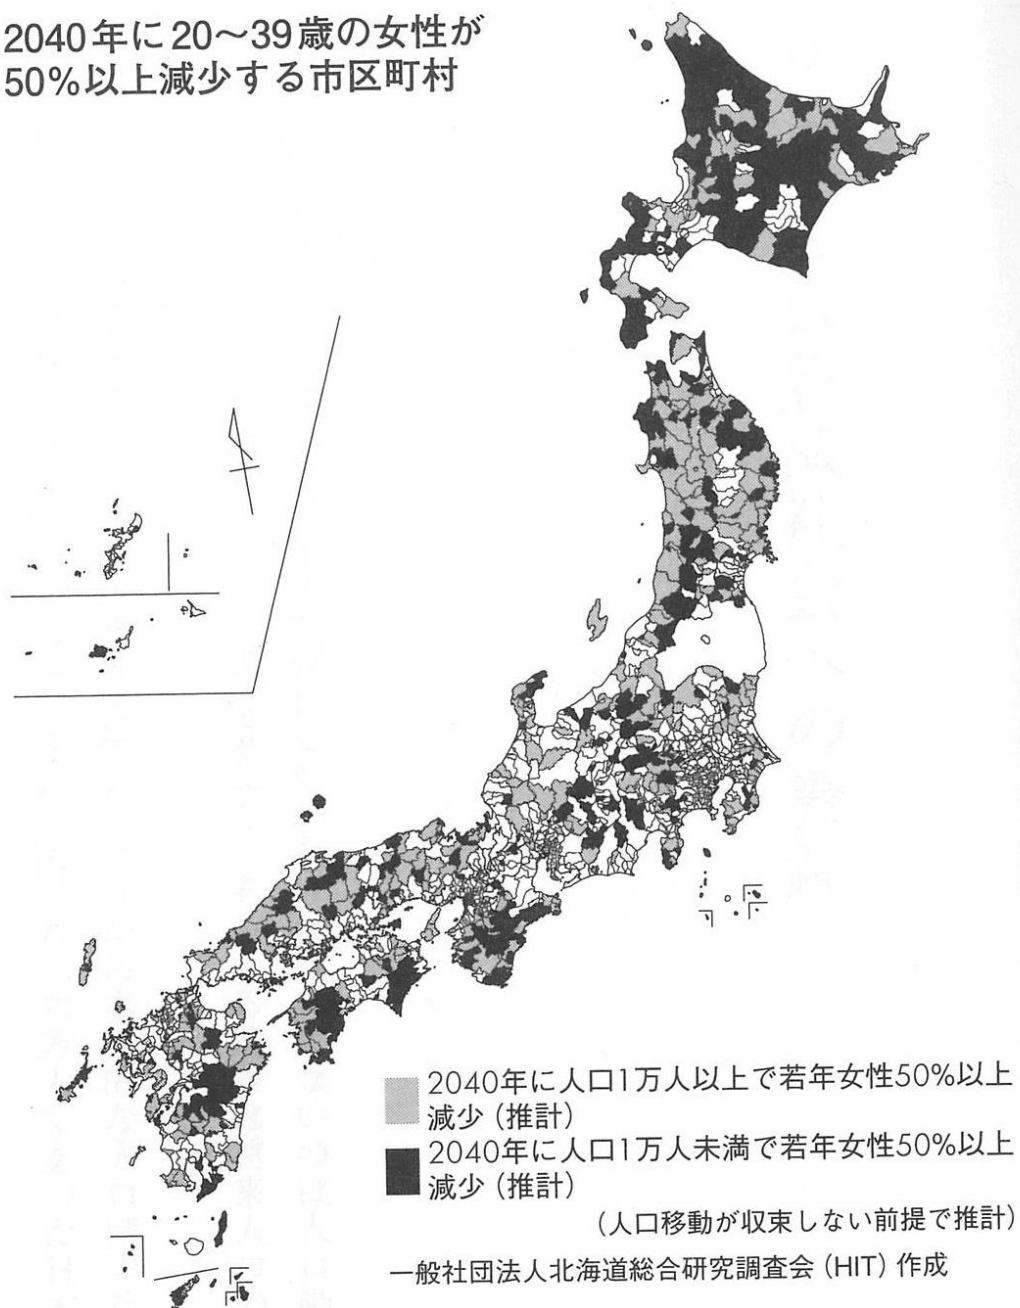 2040年に20〜39歳の女性が
50%以上減少する市区町村
2040年に人口1万人以上で若年女性50%以上
減少（推計）
2040年に人口1万人未満で若年女性50%以上
減少（推計）
（人口移動が収束しない前提で推計）
一般社団法人北海道総合研究調査会（HIT）作成